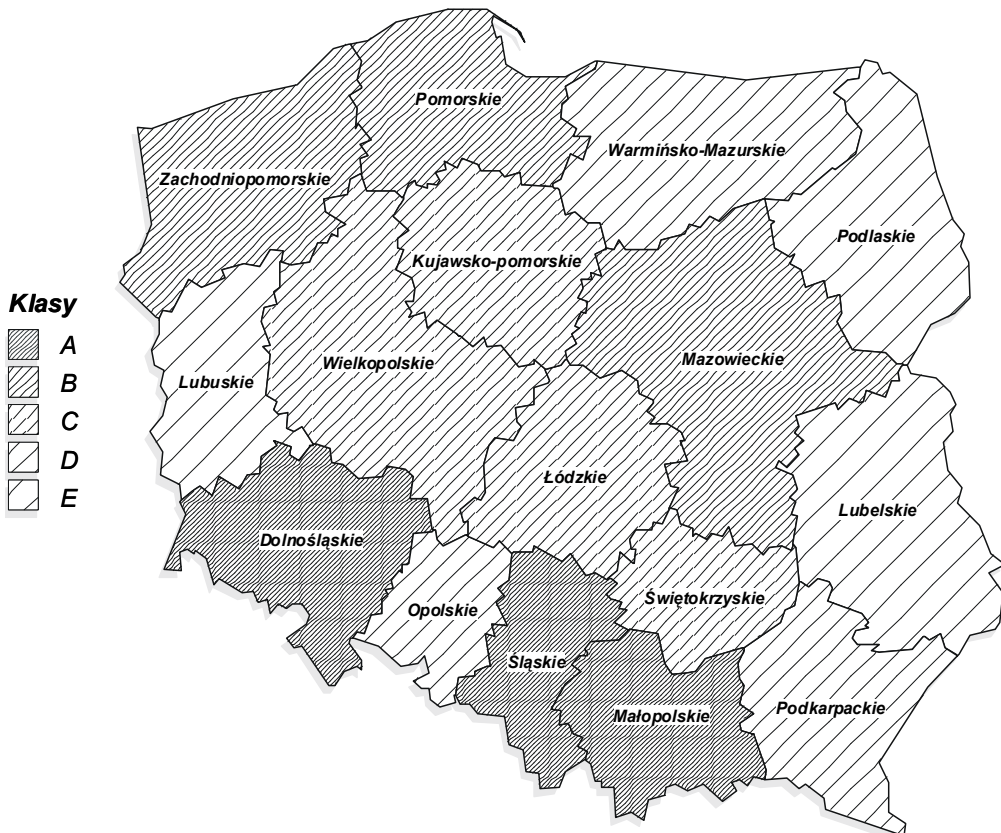 Pomorskie
Warmińsko-Mazurskie
Zachodniopomorskie
Podlaskie
Kujawsko-pomorskie
Klasy
A
B
C
D
E
Wielkopolskie
Mazowieckie
Lubuskie
Łódzkie
Lubelskie
Dolnośląskie
Świętokrzyskie
Opolskie
Śląskie
Małopolskie
Podkarpackie